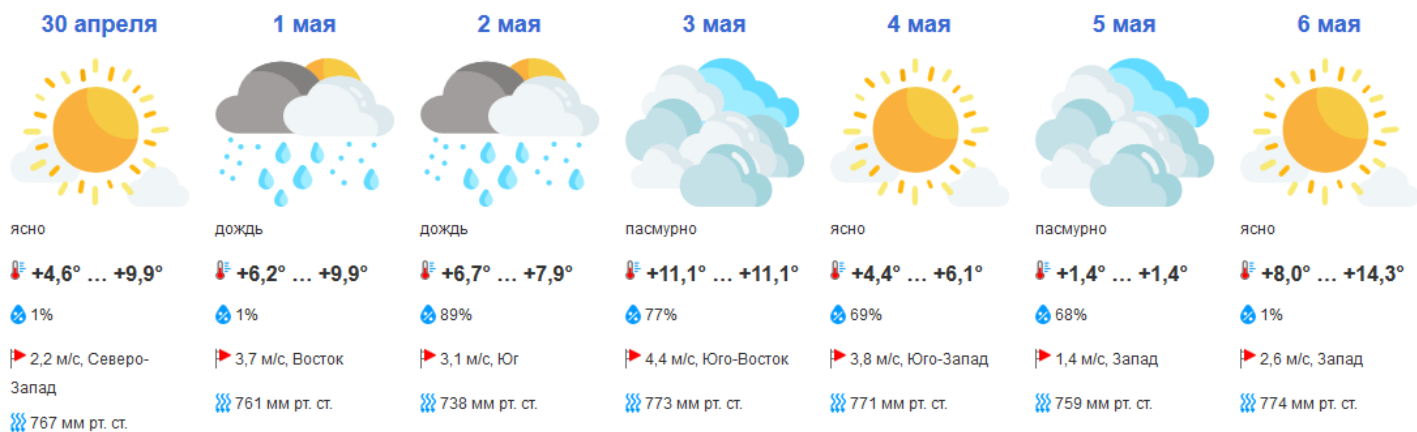 30 апреля
1 мая
2 мая
3 мая
4 мая
5 мая
6 мая
ясно
дождь
дождь
пасмурно
ясно
пасмурно
ясно
+4,6° … +9,9°
+6,2° … +9,9°
+6,7° … +7,9°
+11,1° … +11,1°
+4,4° … +6,1°
+1,4° … +1,4°
+8,0° … +14,3°
1%
1%
89%
77%
69%
68%
1%
2,2 м/с, Северо-
Запад
3,7 м/с, Восток
3,1 м/с, Юг
4,4 м/с, Юго-Восток
3,8 м/с, Юго-Запад
1,4 м/с, Запад
2,6 м/с, Запад
767 мм рт. ст.
761 мм рт. ст.
738 мм рт. ст.
773 мм рт. ст.
771 мм рт. ст.
759 мм рт. ст.
774 мм рт. ст.